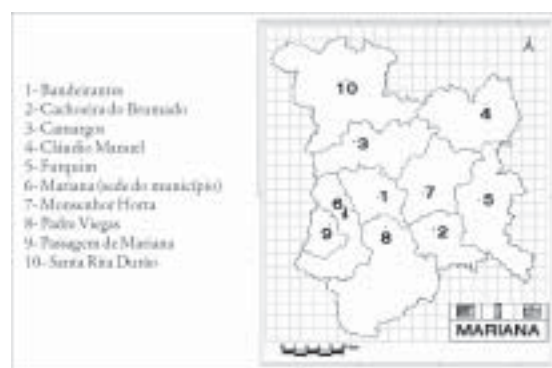 1- Bandeirantes
2- Cachoeira do Brumado
3- Camargos
4- Cláudio Manuel
5- Furquim
6- Mariana (sede do município)
7- Monsenhor Horta
8- Padre Viegas
9- Passagem de Mariana
10- Santa Rita Durão
10
4
3
6
1
7
5
9
8
2
MARIANA